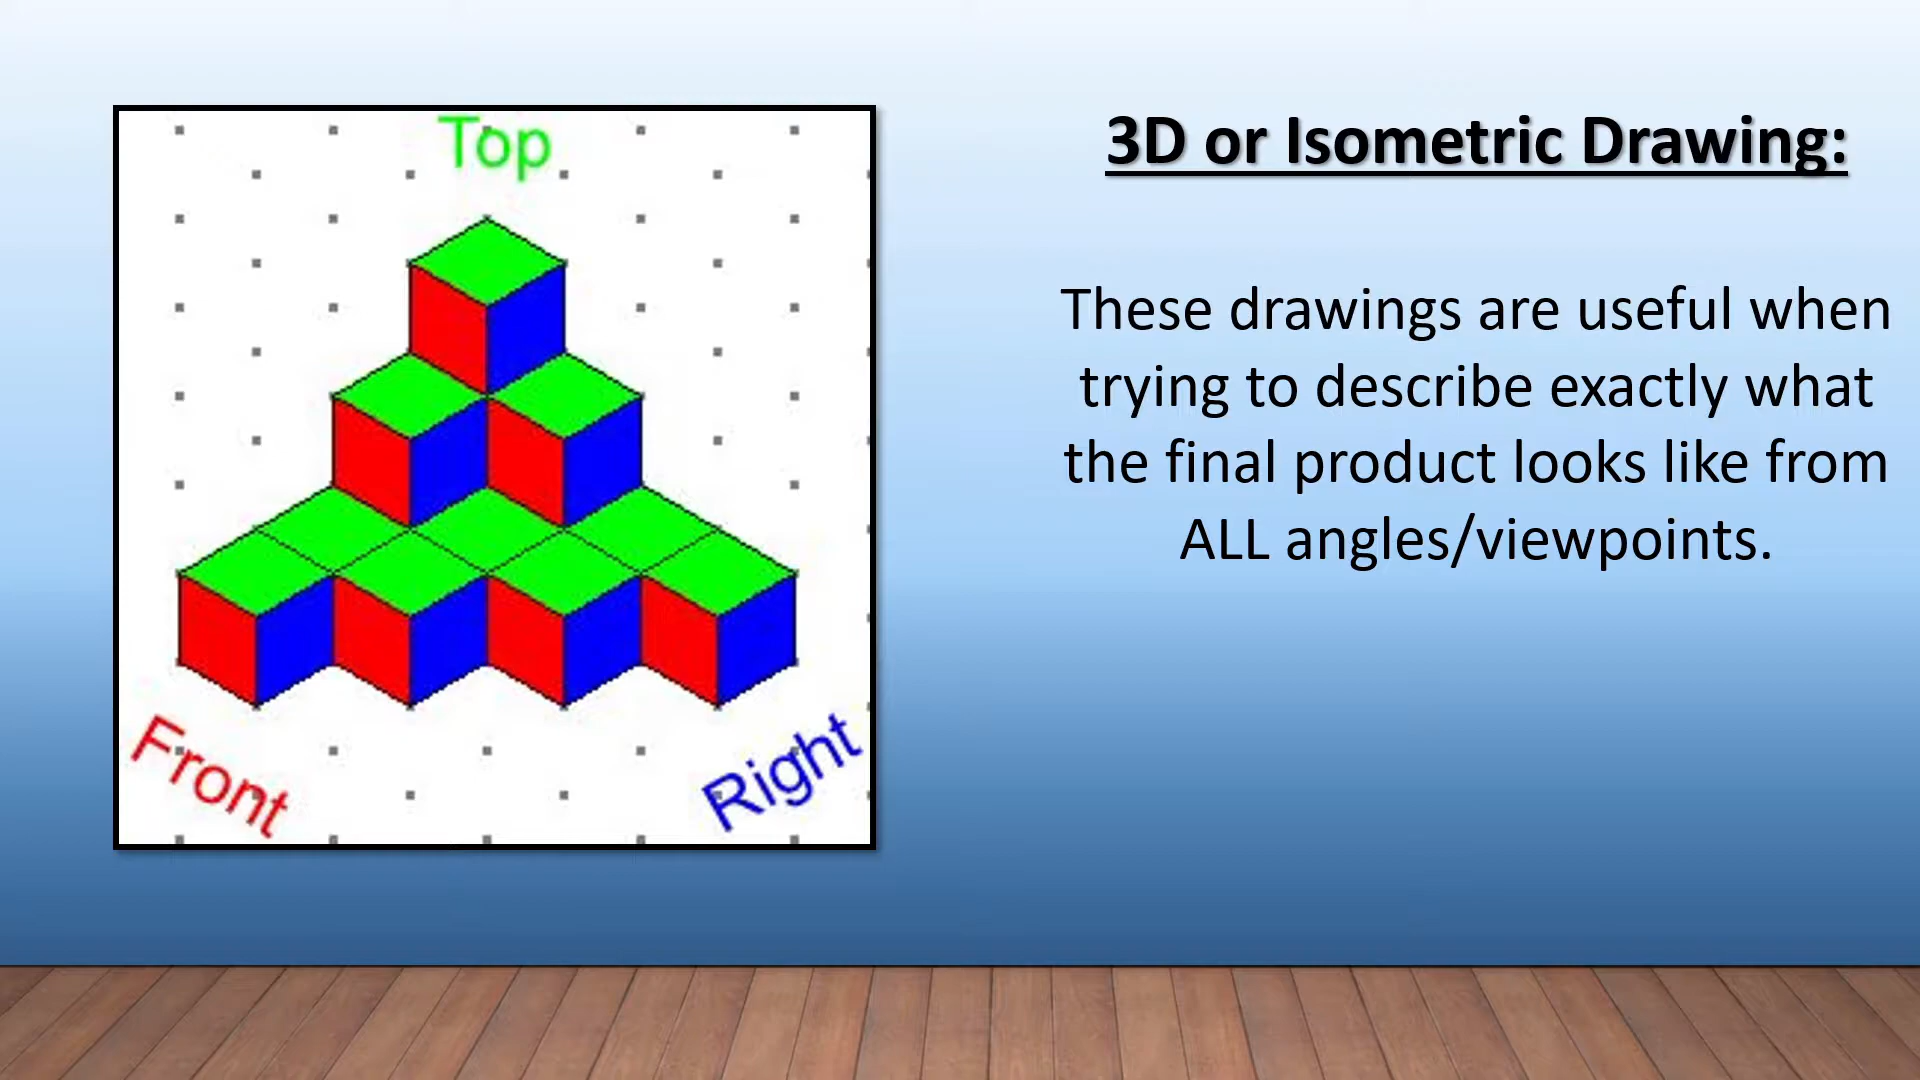 Top
Front
Right
3D or Isometric Drawing:
These drawings are useful when
trying to describe exactly what
the final product looks like from
ALL angles/viewpoints.